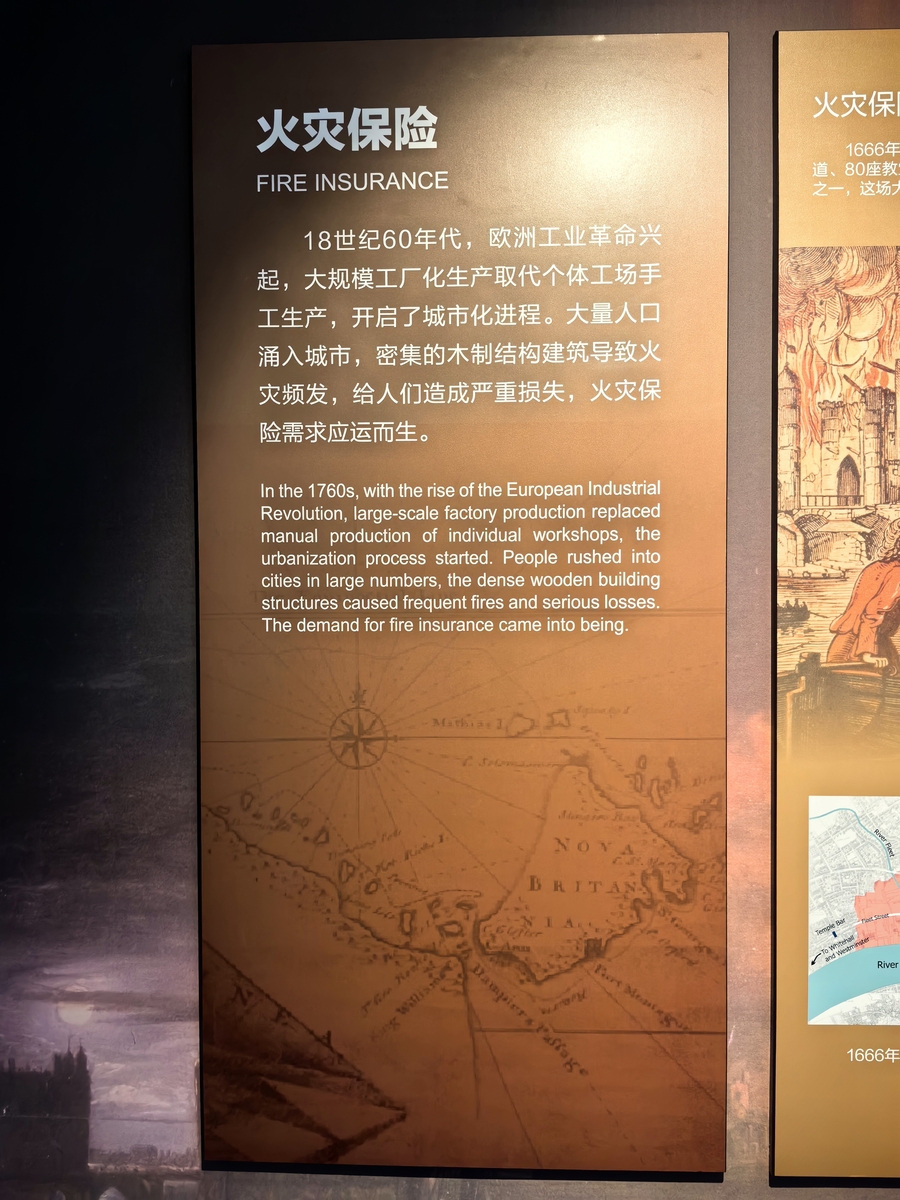 火灾保险
FIRE INSURANCE
18世纪60年代，欧洲工业革命兴
起，大规模工厂化生产取代个体工场手
工生产，开启了城市化进程。大量人口
涌入城市，密集的木制结构建筑导致火
灾频发，给人们造成严重损失，火灾保
险需求应运而生。
In the 1760s, with the rise of the European Industrial
Revolution, large-scale factory production replaced
manual production of individual workshops, the
urbanization process started. People rushed into
cities in large numbers, the dense wooden building
structures caused frequent fires and serious losses.
The demand for fire insurance came into being.
NOVA
BRITAN
NIA
King William
Dampier's Passage
火灾保
1666年
道、80座教
之一，这场
River Fleet
Temple Bar
Fleet Street
To Whitehall
and Westminster
River
1666年